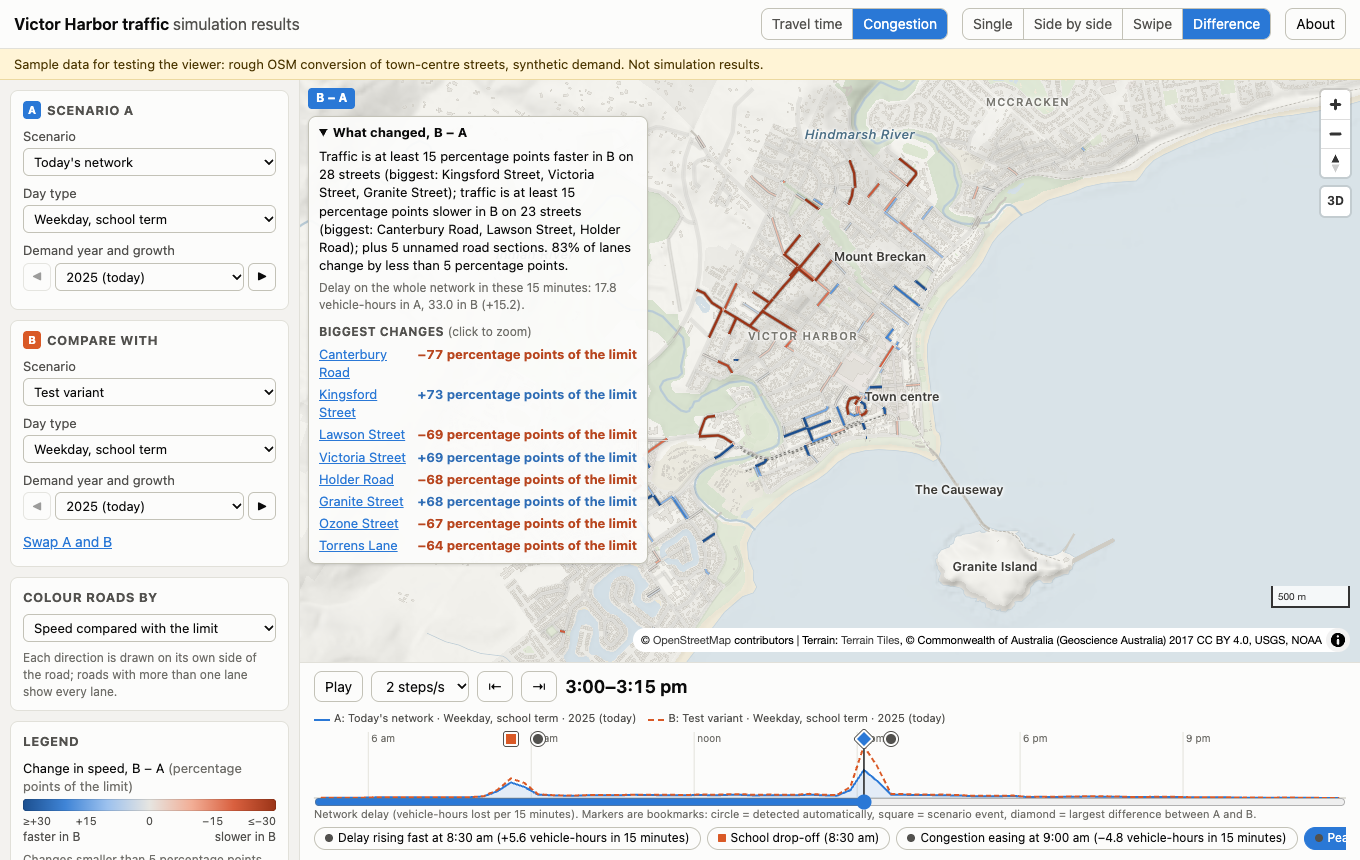 Victor Harbor traffic simulation results
Travel time Congestion Single Side by side Swipe Difference About
Sample data for testing the viewer: rough OSM conversion of town-centre streets, synthetic demand. Not simulation results.
A SCENARIO A
Scenario
Today's network
Day type
Weekday, school term
Demand year and growth
2025 (today)
B COMPARE WITH
Scenario
Test variant
Day type
Weekday, school term
Demand year and growth
2025 (today)
Swap A and B
COLOUR ROADS BY
Speed compared with the limit
Each direction is drawn on its own side of
the road; roads with more than one lane
show every lane.
LEGEND
Change in speed, B – A (percentage
points of the limit)
≥+30 +15 0 −15 ≤−30
faster in B slower in B
Changes smaller than 5 percentage points
B – A
What changed, B – A
Traffic is at least 15 percentage points faster in B on
28 streets (biggest: Kingsford Street, Victoria
Street, Granite Street); traffic is at least 15
percentage points slower in B on 23 streets
(biggest: Canterbury Road, Lawson Street, Holder
Road); plus 5 unnamed road sections. 83% of lanes
change by less than 5 percentage points.
Delay on the whole network in these 15 minutes: 17.8
vehicle-hours in A, 33.0 in B (+15.2).
BIGGEST CHANGES (click to zoom)
Canterbury Road −77 percentage points of the limit
Kingsford Street +73 percentage points of the limit
Lawson Street −69 percentage points of the limit
Victoria Street +69 percentage points of the limit
Holder Road −68 percentage points of the limit
Granite Street +68 percentage points of the limit
Ozone Street −67 percentage points of the limit
Torrens Lane −64 percentage points of the limit
MCCRACKEN
Hindmarsh River
Mount Breckan
VICTOR HARBOR
Town centre
The Causeway
Granite Island
3D
500 m
© OpenStreetMap contributors | Terrain: Terrain Tiles, © Commonwealth of Australia (Geoscience Australia) 2017 CC BY 4.0, USGS, NOAA
Play 2 steps/s 3:00–3:15 pm
A: Today's network · Weekday, school term · 2025 (today) B: Test variant · Weekday, school term · 2025 (today)
6 am noon 6 pm 9 pm
Network delay (vehicle-hours lost per 15 minutes). Markers are bookmarks: circle = detected automatically, square = scenario event, diamond = largest difference between A and B.
Delay rising fast at 8:30 am (+5.6 vehicle-hours in 15 minutes) School drop-off (8:30 am) Congestion easing at 9:00 am (−4.8 vehicle-hours in 15 minutes)